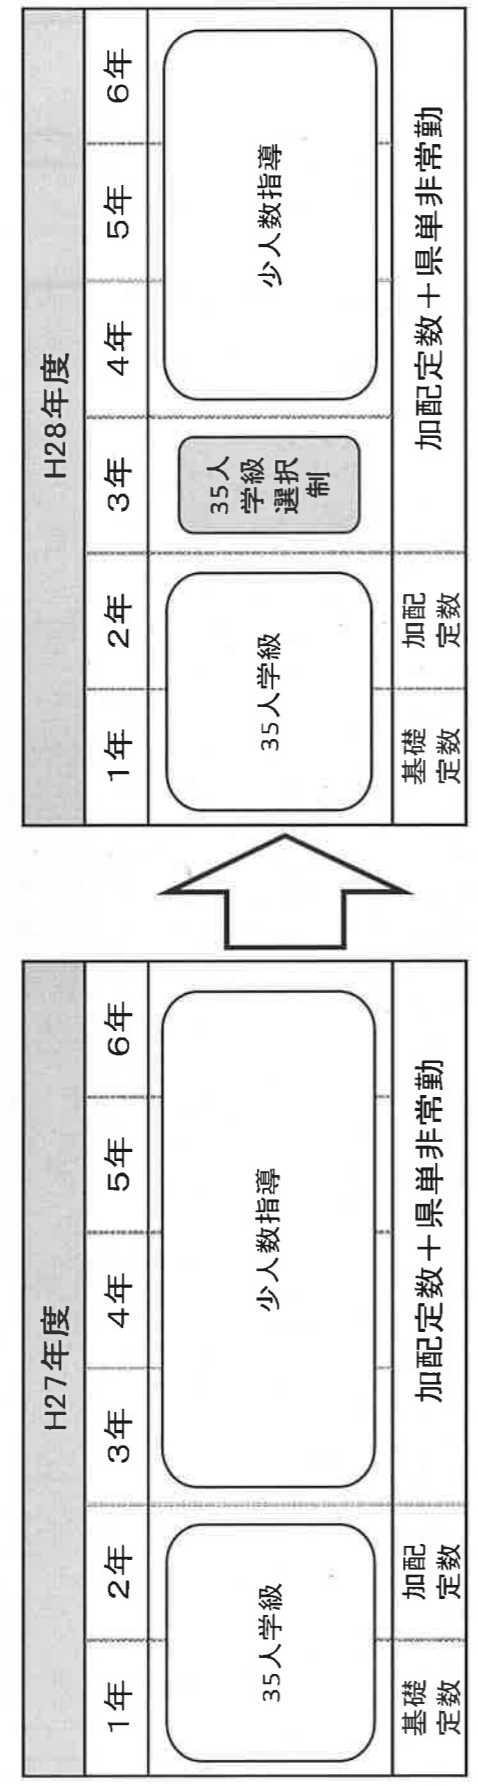 H27年度
1年
2年
3年
4年
5年
6年
35人学級
少人数指導
基礎
定数
加配
定数
加配定数＋県単非常勤
H28年度
1年
2年
3年
4年
5年
6年
35人学級
35人
学級
選択
制
少人数指導
基礎
定数
加配
定数
加配定数＋県単非常勤